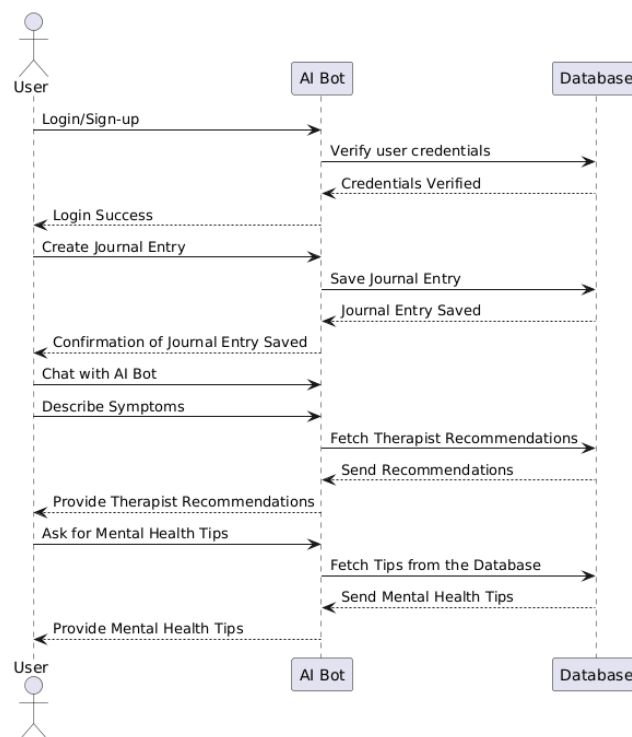 User
AI Bot
Database
Login/Sign-up
Verify user credentials
Credentials Verified
Login Success
Create Journal Entry
Save Journal Entry
Journal Entry Saved
Confirmation of Journal Entry Saved
Chat with AI Bot
Describe Symptoms
Fetch Therapist Recommendations
Send Recommendations
Provide Therapist Recommendations
Ask for Mental Health Tips
Fetch Tips from the Database
Send Mental Health Tips
Provide Mental Health Tips
User
AI Bot
Database